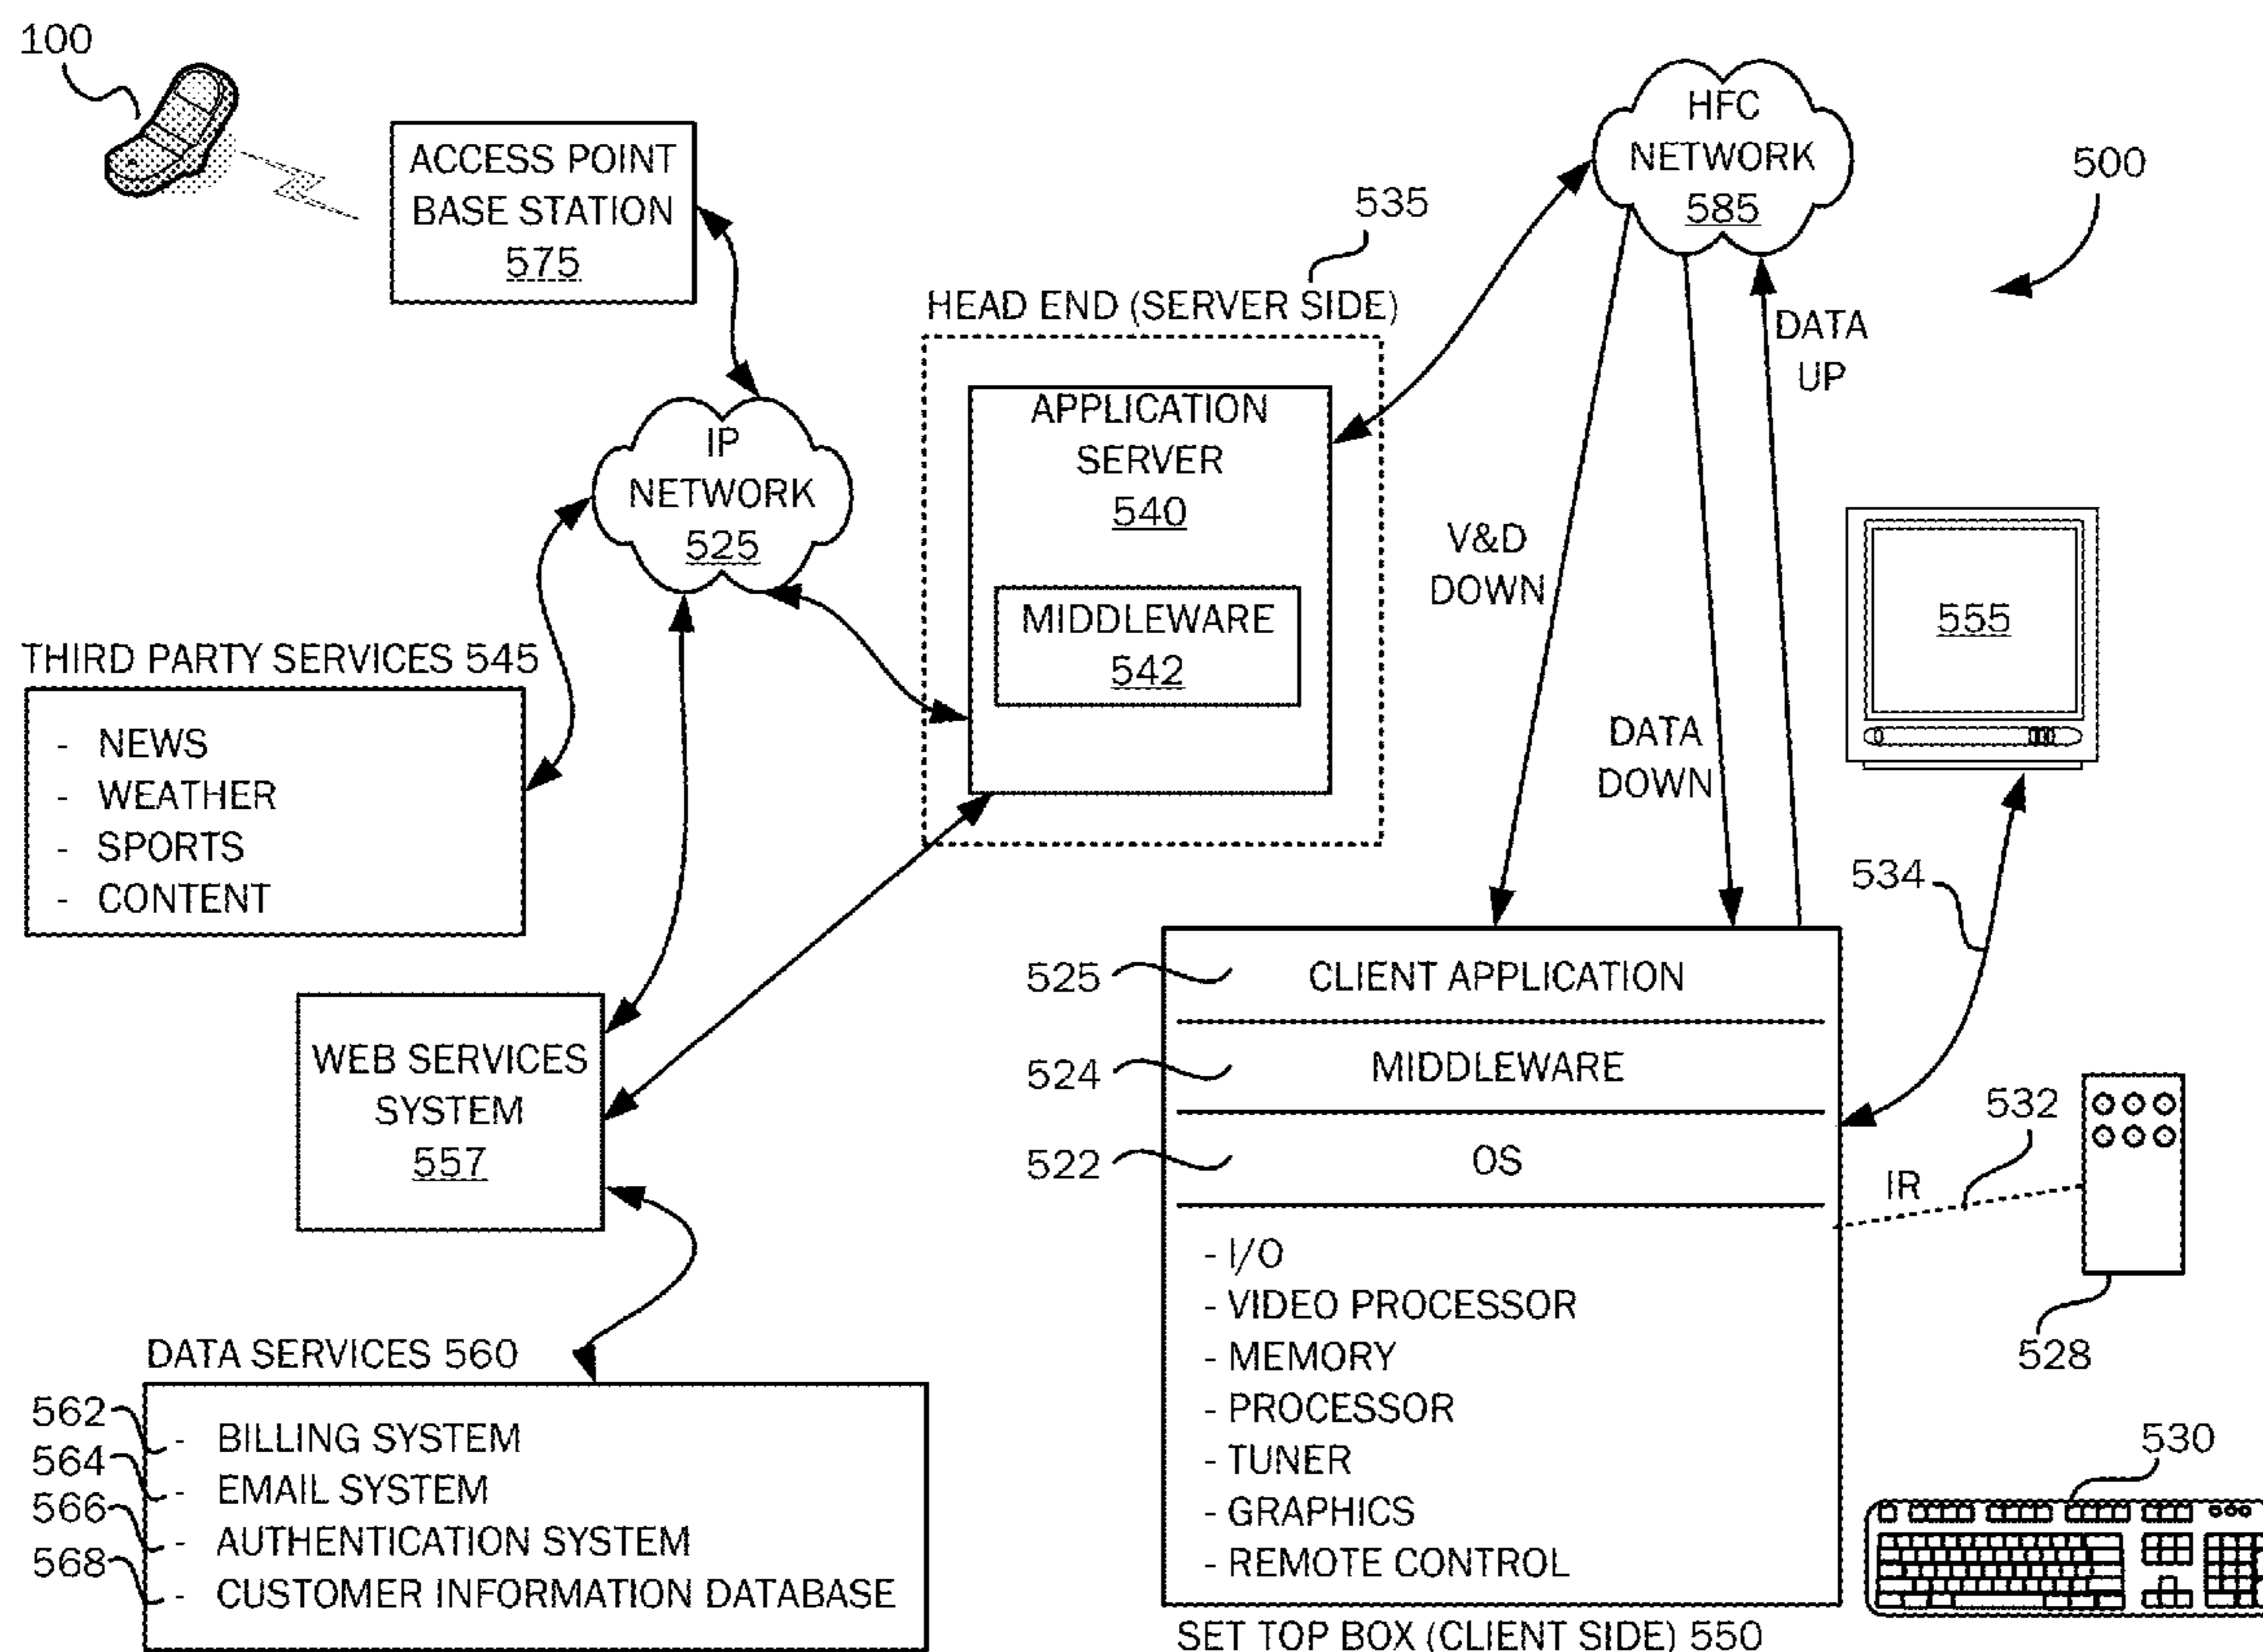 100
ACCESS POINT
BASE STATION
575
HFC
NETWORK
585
500
535
HEAD END (SERVER SIDE)
DATA
UP
APPLICATION
SERVER
540
MIDDLEWARE
542
IP
NETWORK
525
V&D
DOWN
DATA
DOWN
555
534
THIRD PARTY SERVICES 545
- NEWS
- WEATHER
- SPORTS
- CONTENT
WEB SERVICES
SYSTEM
557
525
CLIENT APPLICATION
524
MIDDLEWARE
522
OS
532
IR
528
- I/O
- VIDEO PROCESSOR
- MEMORY
- PROCESSOR
- TUNER
- GRAPHICS
- REMOTE CONTROL
SET TOP BOX (CLIENT SIDE) 550
530
DATA SERVICES 560
562
- BILLING SYSTEM
564
- EMAIL SYSTEM
566
- AUTHENTICATION SYSTEM
568
- CUSTOMER INFORMATION DATABASE